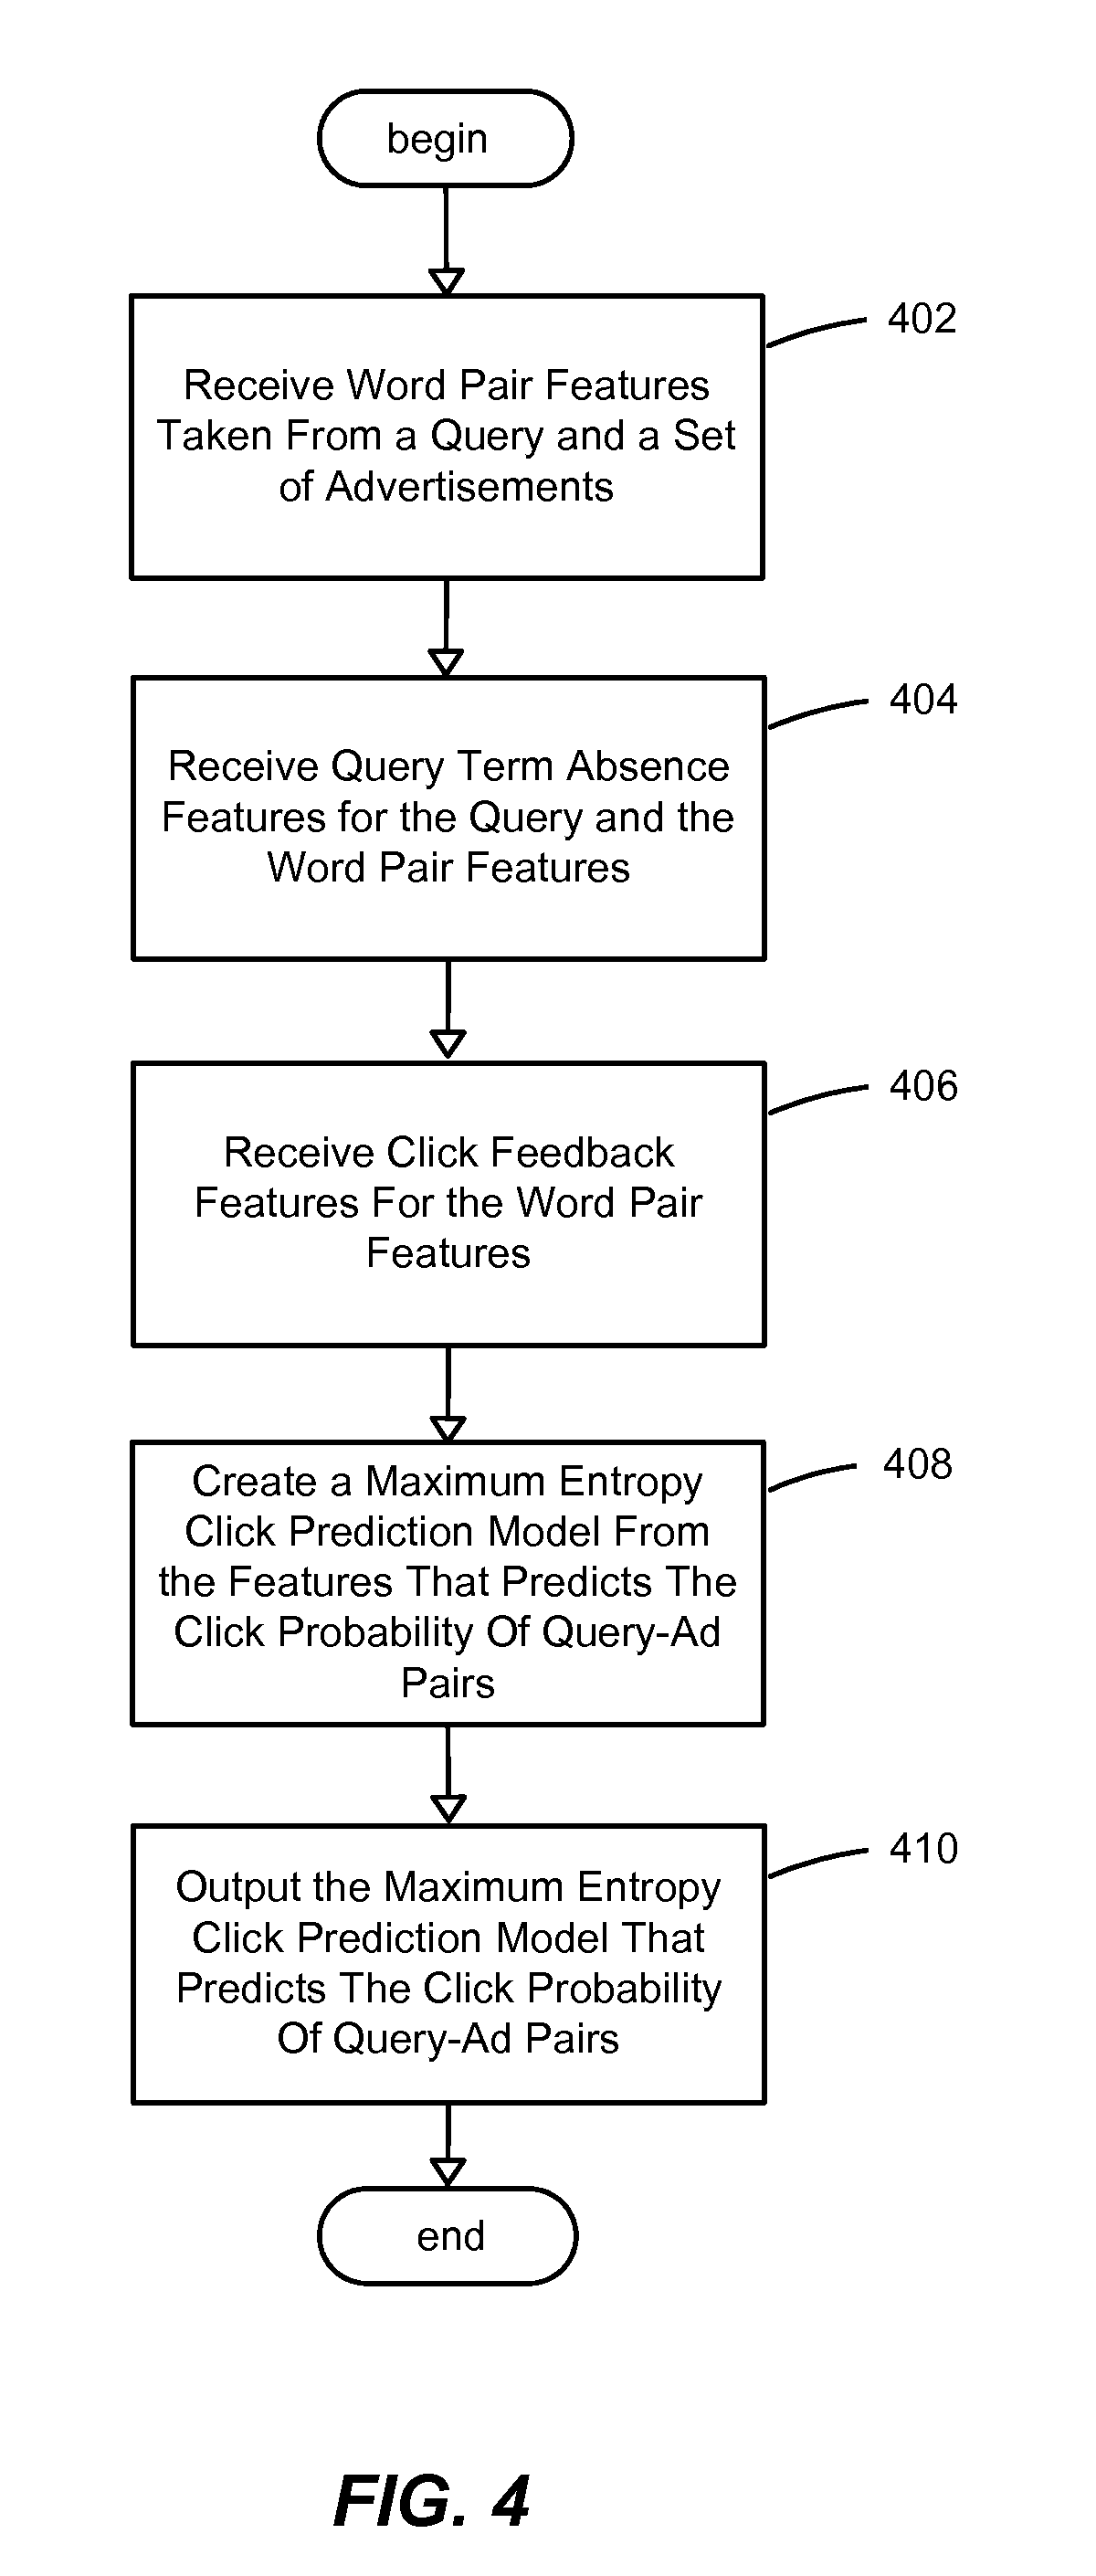 begin
402
Receive Word Pair Features
Taken From a Query and a Set
of Advertisements
404
Receive Query Term Absence
Features for the Query and the
Word Pair Features
406
Receive Click Feedback
Features For the Word Pair
Features
408
Create a Maximum Entropy
Click Prediction Model From
the Features That Predicts The
Click Probability Of Query-Ad
Pairs
410
Output the Maximum Entropy
Click Prediction Model That
Predicts The Click Probability
Of Query-Ad Pairs
end
FIG. 4